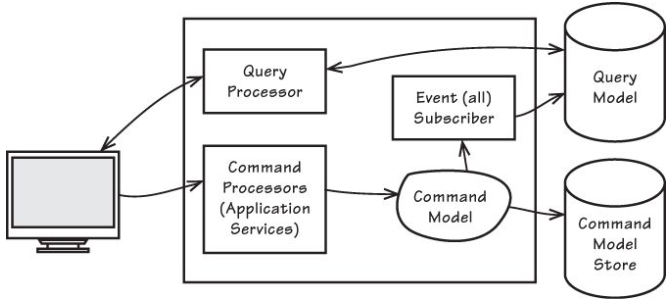 Query
Processor
Event (all)
Subscriber
Query
Model
Command
Processors
(Application
Services)
Command
Model
Command
Model
Store